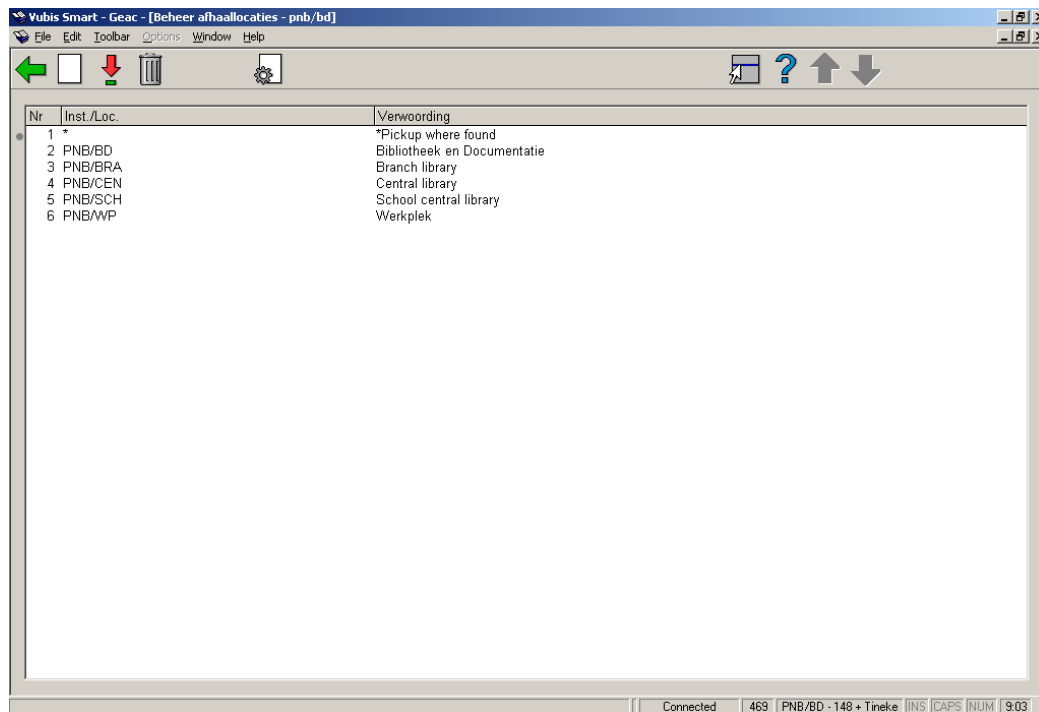 Vubis Smart - Geac - [Beheer afhaallocaties - pnb/bd]
File Edit Toolbar Options Window Help
Nr Inst./Loc. Verwoording
1 * *Pickup where found
2 PNB/BD Bibliotheek en Documentatie
3 PNB/BRA Branch library
4 PNB/CEN Central library
5 PNB/SCH School central library
6 PNB/WP Werkplek
Connected 469 PNB/BD - 148 + Tineke INS CAPS NUM 9:03